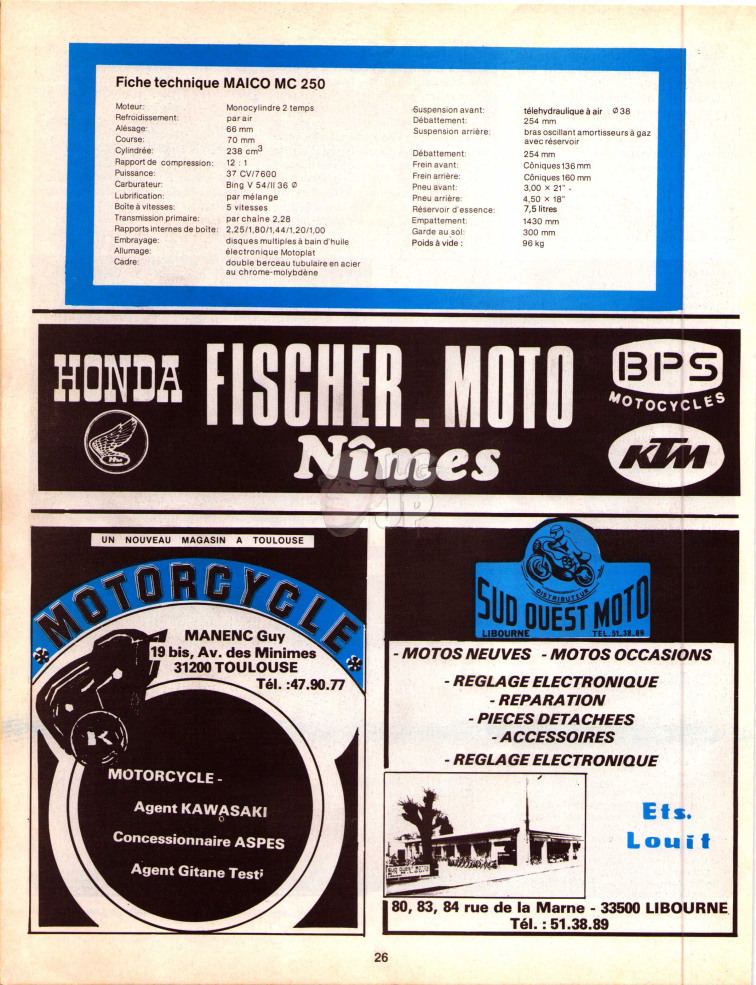 Fiche technique MAICO MC 250
Moteur: Monocylindre 2 temps
Refroidissement: par air
Alésage: 66 mm
Course: 70 mm
Cylindrée: 238 cm3
Rapport de compression: 12 : 1
Puissance: 37 CV/7600
Carburateur: Bing V 54/II 36 Ø
Lubrification: par mélange
Boîte à vitesses: 5 vitesses
Transmission primaire: par chaîne 2,28
Rapports internes de boîte: 2,25/1,80/1,44/1,20/1,00
Embrayage: disques multiples à bain d'huile
Allumage: électronique Motoplat
Cadre: double berceau tubulaire en acier
au chrome-molybdène
Suspension avant: télehydraulique à air Ø 38
Débattement: 254 mm
Suspension arrière: bras oscillant amortisseurs à gaz
avec réservoir
Débattement: 254 mm
Frein avant: Côniques 136 mm
Frein arrière: Côniques 160 mm
Pneu avant: 3,00 × 21"
Pneu arrière: 4,50 × 18"
Réservoir d'essence: 7,5 litres
Empattement: 1430 mm
Garde au sol: 300 mm
Poids à vide : 96 kg
HONDA
FISCHER_MOTO
Nîmes
BPS
MOTOCYCLES
KTM
UN NOUVEAU MAGASIN A TOULOUSE
MOTORCYCLE
MANENC Guy
19 bis, Av. des Minimes
31200 TOULOUSE
Tél. :47.90.77
K
MOTORCYCLE -
Agent KAWASAKI
Concessionnaire ASPES
Agent Gitane Testi
DISTRIBUTEUR
SUD OUEST MOTO
LIBOURNE TEL.51.38.89
- MOTOS NEUVES - MOTOS OCCASIONS
- REGLAGE ELECTRONIQUE
- REPARATION
- PIECES DETACHEES
- ACCESSOIRES
- REGLAGE ELECTRONIQUE
SUD OUEST MOTO
Ets.
Louit
80, 83, 84 rue de la Marne - 33500 LIBOURNE
Tél. : 51.38.89
26